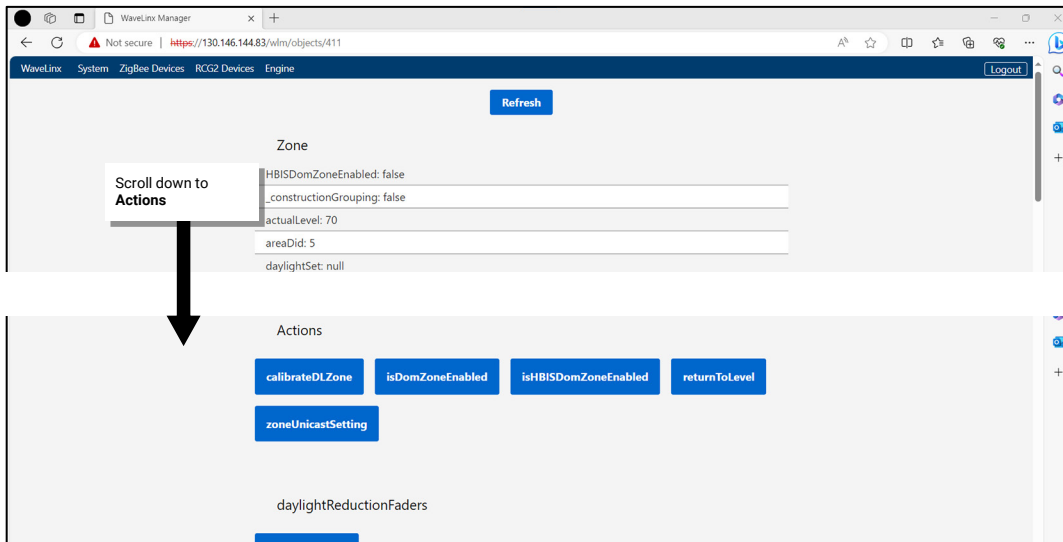 WaveLinx Manager
Not secure | https://130.146.144.83/wlm/objects/411
WaveLinx System ZigBee Devices RCG2 Devices Engine Logout
Refresh
Zone
Scroll down to
Actions
HBISDomZoneEnabled: false
_constructionGrouping: false
actualLevel: 70
areaDid: 5
daylightSet: null
Actions
calibrateDLZone isDomZoneEnabled isHBISDomZoneEnabled returnToLevel
zoneUnicastSetting
daylightReductionFaders